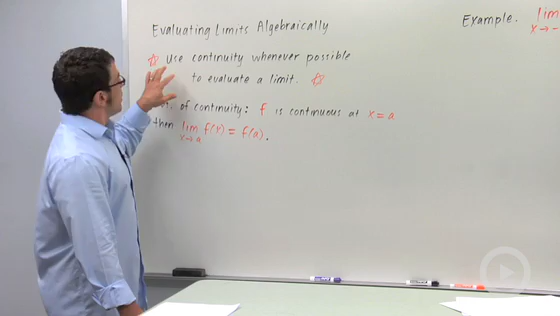 Evaluating Limits Algebraically
☆ Use continuity whenever possible
to evaluate a limit. ☆
of continuity: f is continuous at x = a
then lim f(x) = f(a).
x→a
Example. lim
x→-